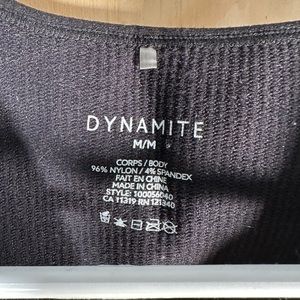 DYNAMITE
M/M
CORPS / BODY
96% NYLON / 4% SPANDEX
FAIT EN CHINE
MADE IN CHINA
STYLE: 100056040
CA 11319 RN 121340